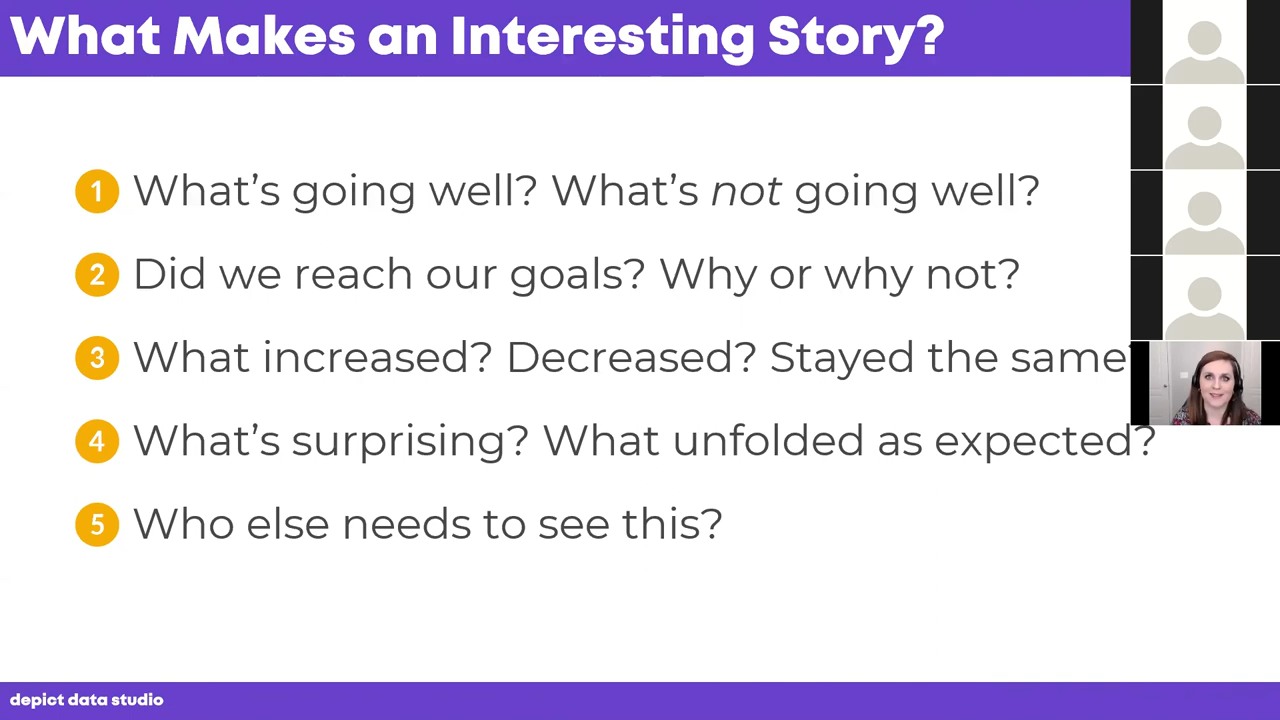 What Makes an Interesting Story?
1 What's going well? What's not going well?
2 Did we reach our goals? Why or why not?
3 What increased? Decreased? Stayed the same?
4 What's surprising? What unfolded as expected?
5 Who else needs to see this?
depict data studio